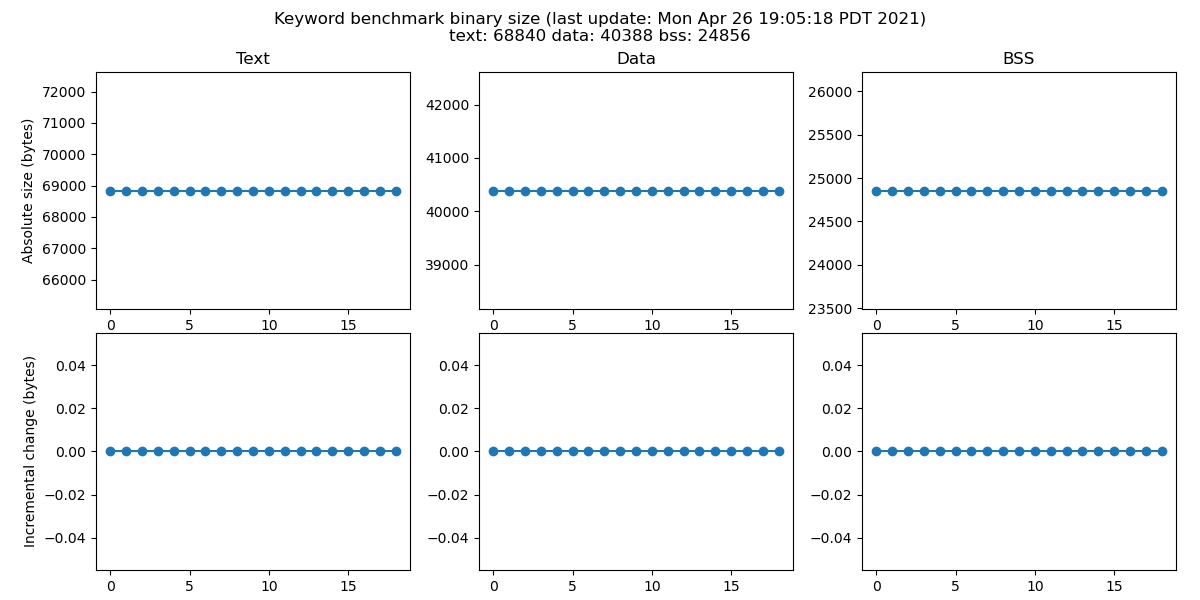 Keyword benchmark binary size (last update: Mon Apr 26 19:05:18 PDT 2021)
text: 68840 data: 40388 bss: 24856
Text
Data
BSS
Absolute size (bytes)
72000
71000
70000
69000
68000
67000
66000
0 5 10 15
42000
41000
40000
39000
0 5 10 15
26000
25500
25000
24500
24000
23500
0 5 10 15
Incremental change (bytes)
0.04
0.02
0.00
−0.02
−0.04
0 5 10 15
0.04
0.02
0.00
−0.02
−0.04
0 5 10 15
0.04
0.02
0.00
−0.02
−0.04
0 5 10 15